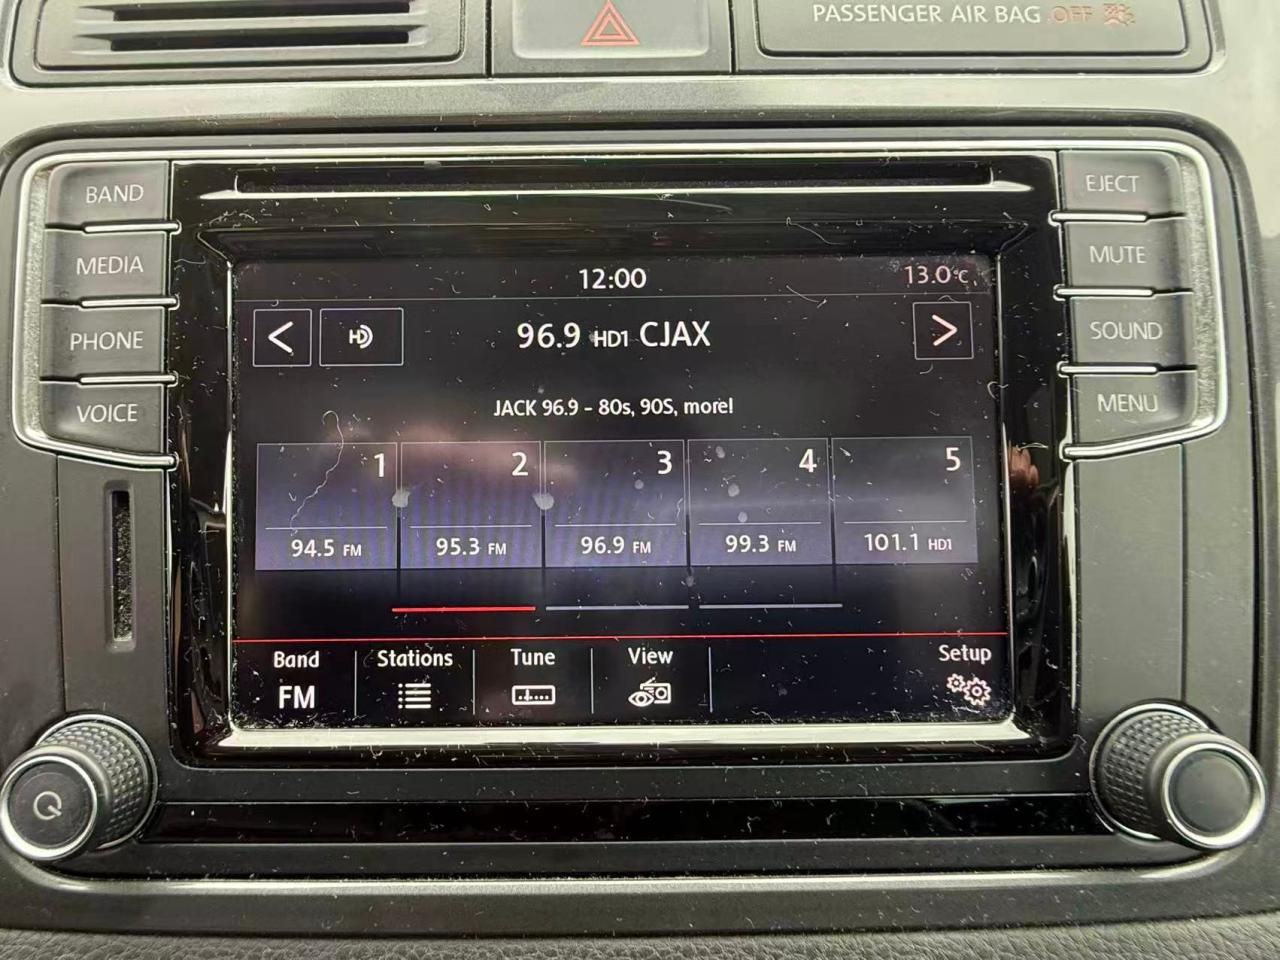 PASSENGER AIR BAG OFF
BAND
MEDIA
PHONE
VOICE
EJECT
MUTE
SOUND
MENU
12:00
13.0°C
HD
96.9 HD1 CJAX
JACK 96.9 - 80s, 90S, more!
1
2
3
4
5
94.5 FM
95.3 FM
96.9 FM
99.3 FM
101.1 HD1
Band
FM
Stations
Tune
View
Setup